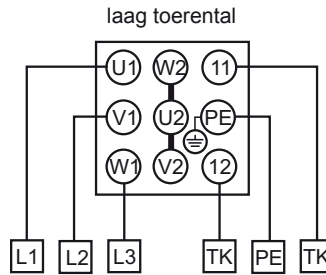 laag toerental
U1 W2 11
V1 U2 PE
W1 V2 12
L1 L2 L3 TK PE TK